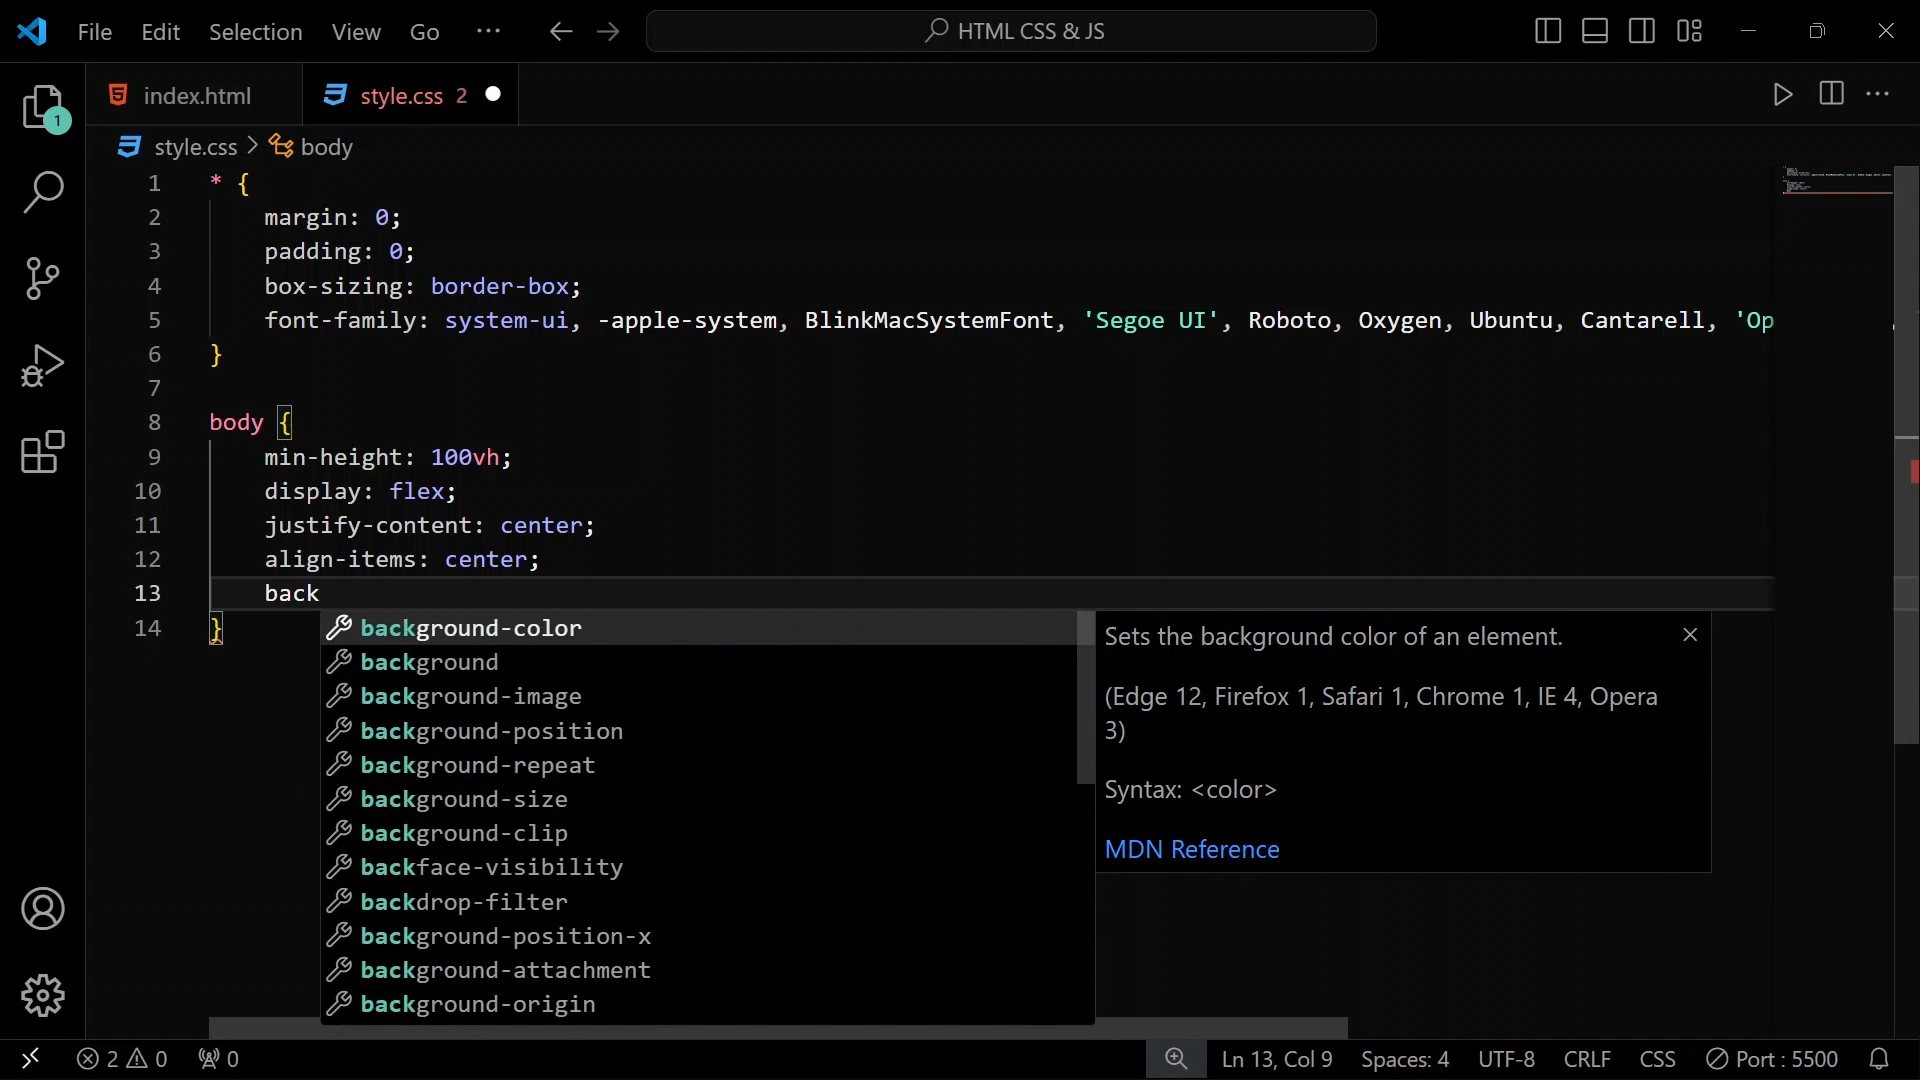 File Edit Selection View Go ··· HTML CSS & JS
index.html style.css 2
style.css > body
1 * {
2 margin: 0;
3 padding: 0;
4 box-sizing: border-box;
5 font-family: system-ui, -apple-system, BlinkMacSystemFont, 'Segoe UI', Roboto, Oxygen, Ubuntu, Cantarell, 'Op
6 }
7
8 body {
9 min-height: 100vh;
10 display: flex;
11 justify-content: center;
12 align-items: center;
13 back
14 }
background-color
background
background-image
background-position
background-repeat
background-size
background-clip
backface-visibility
backdrop-filter
background-position-x
background-attachment
background-origin
Sets the background color of an element.
(Edge 12, Firefox 1, Safari 1, Chrome 1, IE 4, Opera
3)
Syntax: <color>
MDN Reference
1
2 0 0 Ln 13, Col 9 Spaces: 4 UTF-8 CRLF CSS Port : 5500